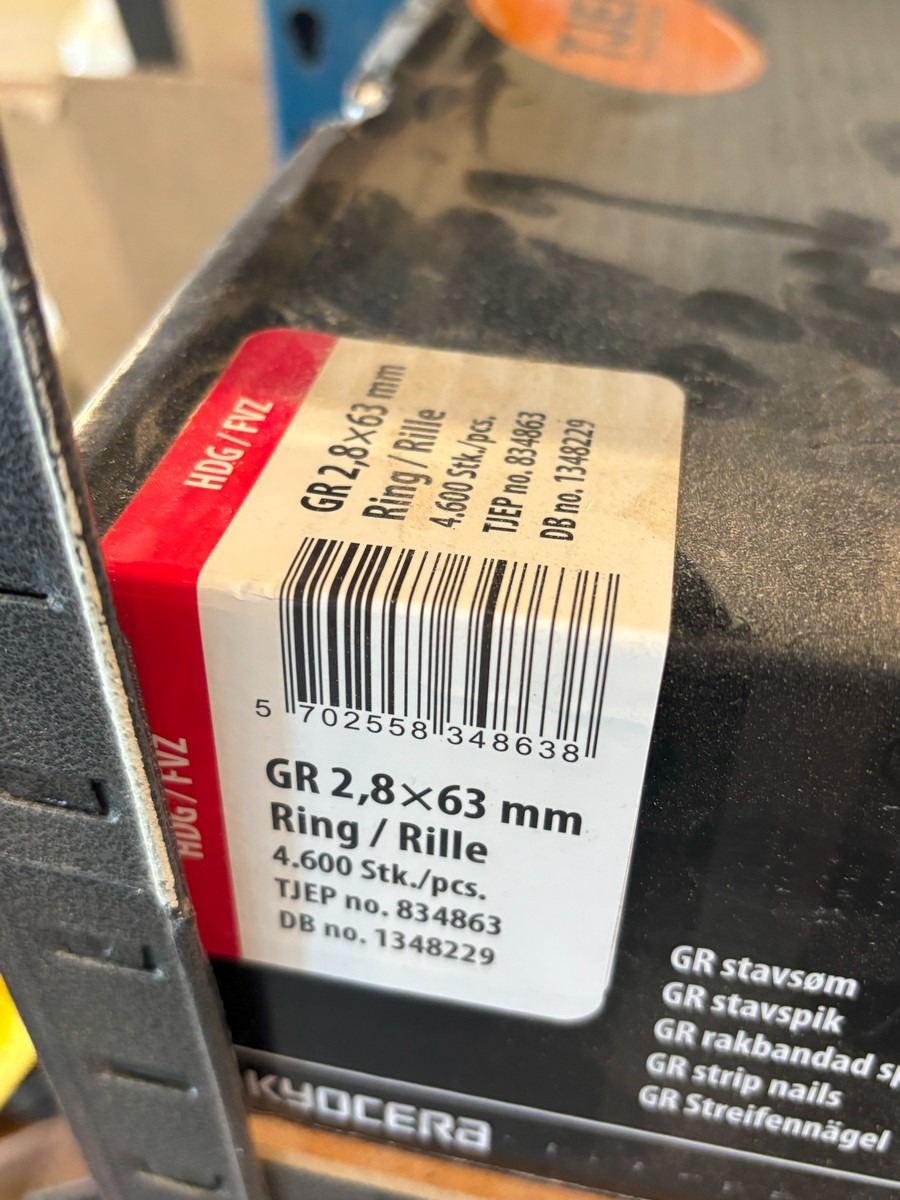 TJEP
HDG / FVZ
GR 2,8×63 mm
Ring / Rille
4.600 Stk./pcs.
TJEP no. 834863
DB no. 1348229
5 702558 348638
HDG / FVZ
GR 2,8×63 mm
Ring / Rille
4.600 Stk./pcs.
TJEP no. 834863
DB no. 1348229
GR stavsøm
GR stavspik
GR rakbandad
GR strip nails
GR Streifennägel
KYOCERA